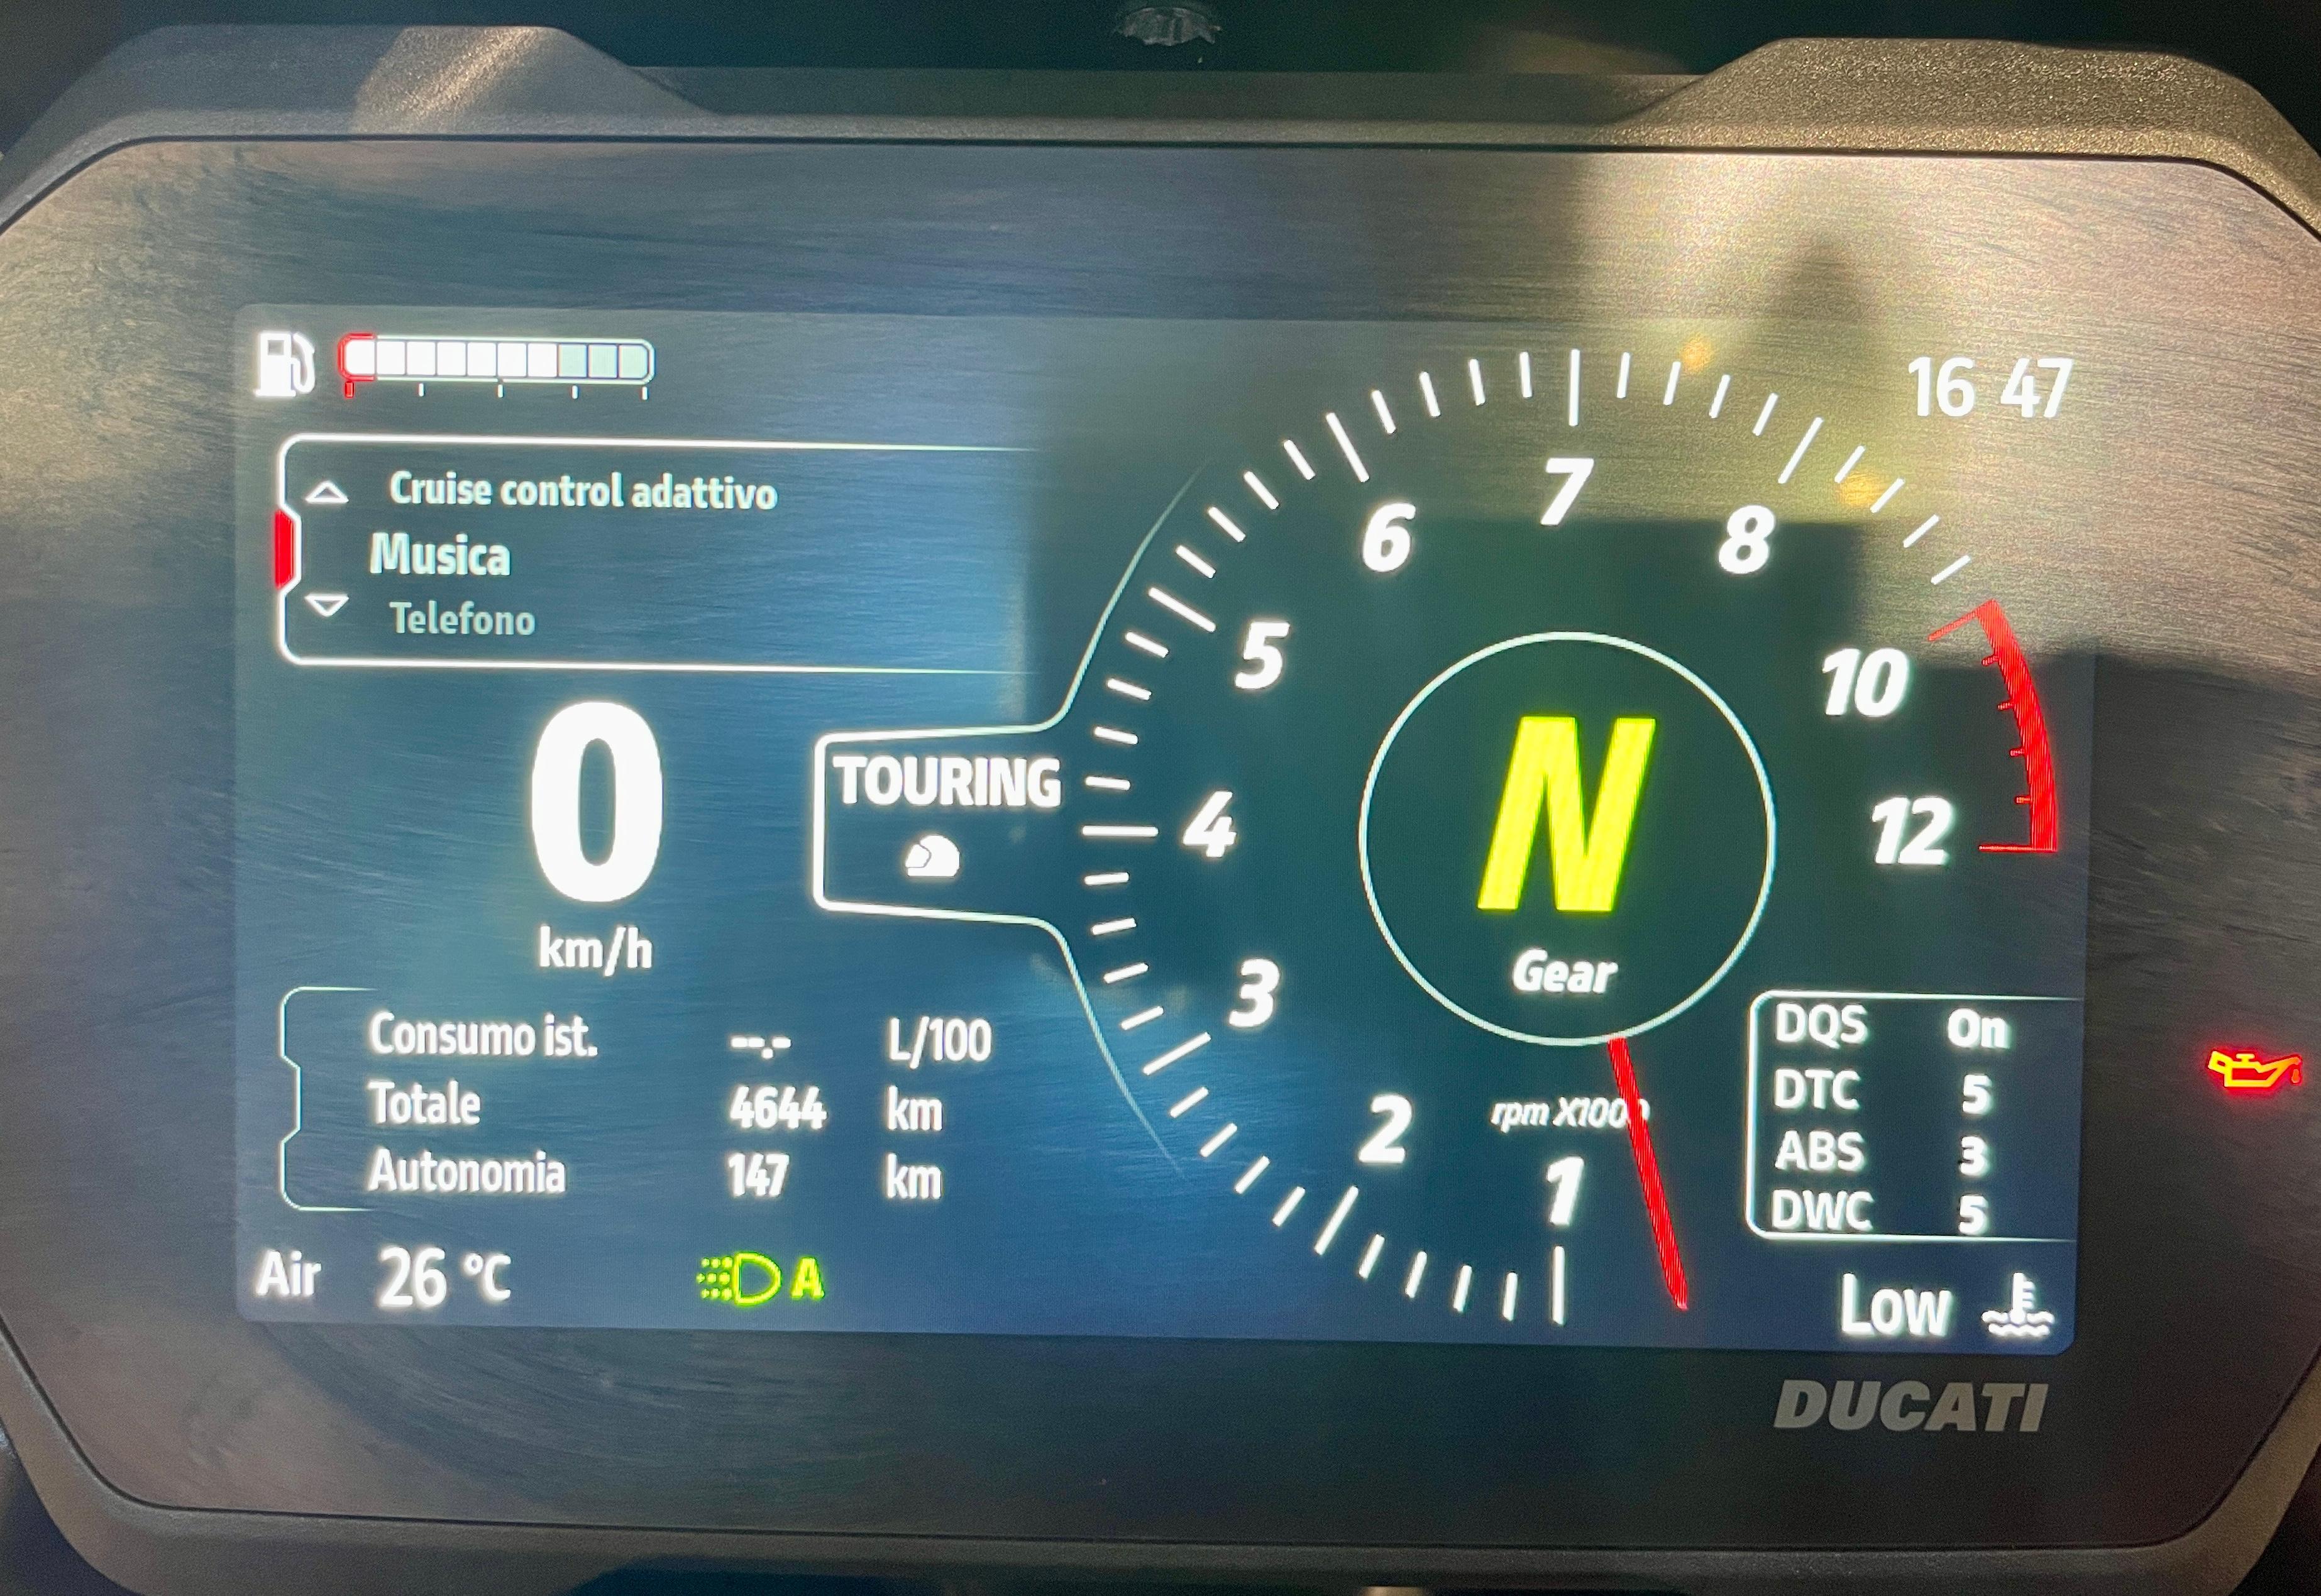 16 47
Cruise control adattivo
Musica
Telefono
0
km/h
TOURING
Consumo ist. --.- L/100
Totale 4644 km
Autonomia 147 km
Air 26 °C
A
1
2
3
4
5
6
7
8
10
12
N
Gear
rpm X1000
DQS On
DTC 5
ABS 3
DWC 5
Low
DUCATI